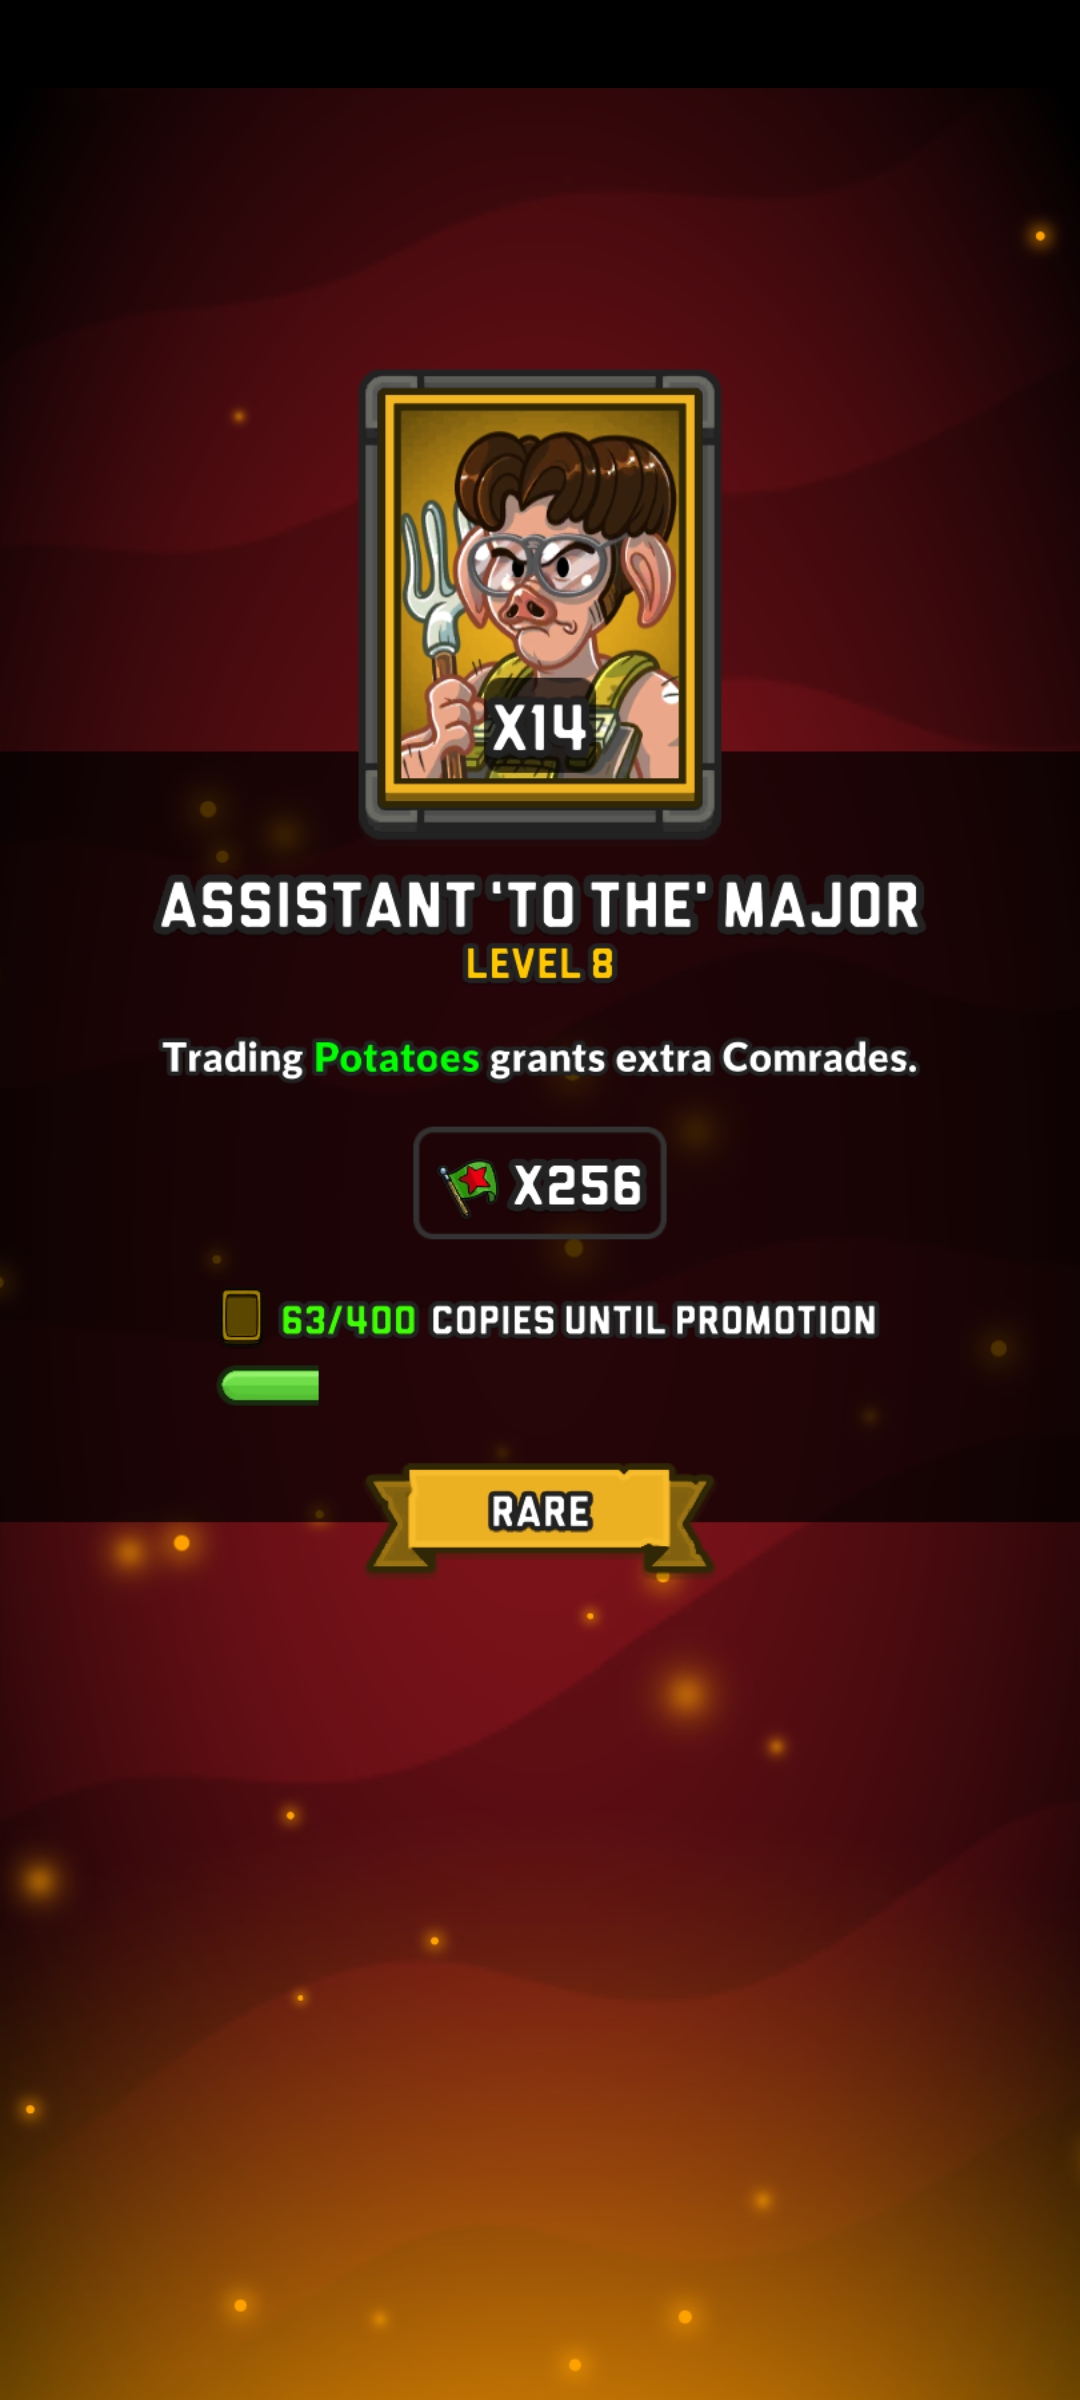 X14
ASSISTANT 'TO THE' MAJOR
LEVEL 8
Trading Potatoes grants extra Comrades.
X256
63/400 COPIES UNTIL PROMOTION
RARE